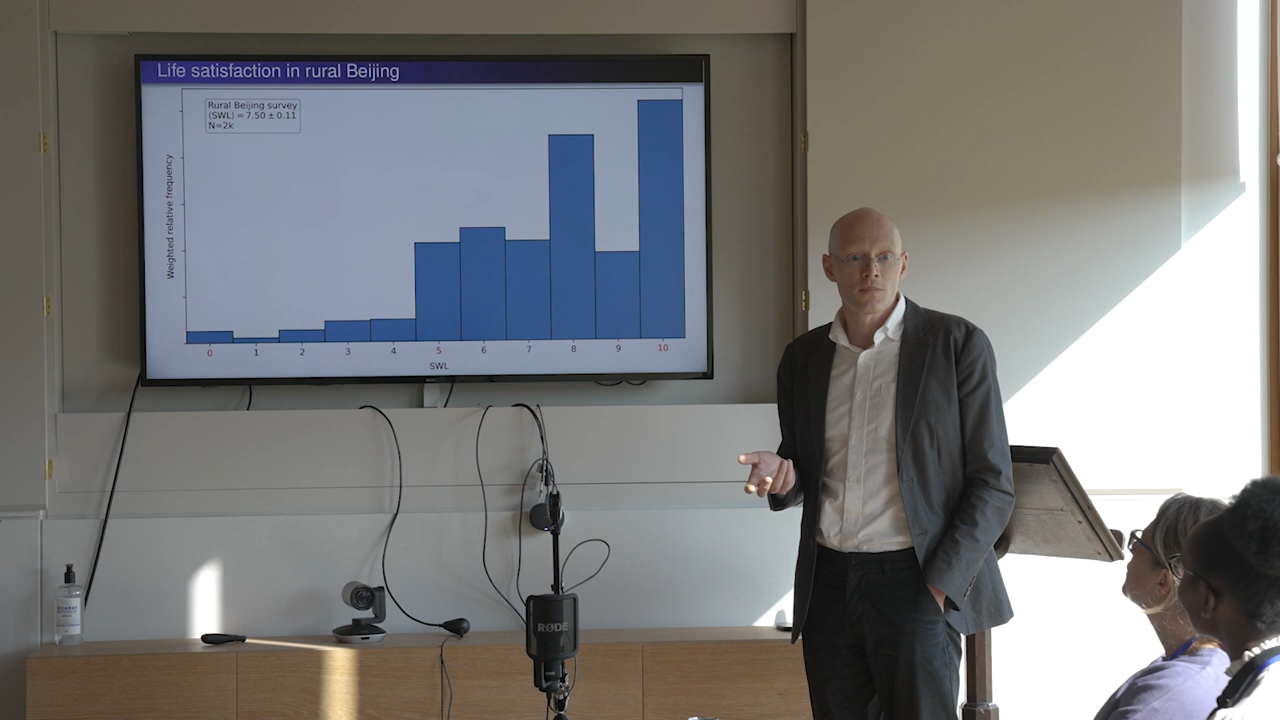 Life satisfaction in rural Beijing
Rural Beijing survey
⟨SWL⟩ = 7.50 ± 0.11
N=2k
Weighted relative frequency
0 1 2 3 4 5 6 7 8 9 10
SWL
RØDE